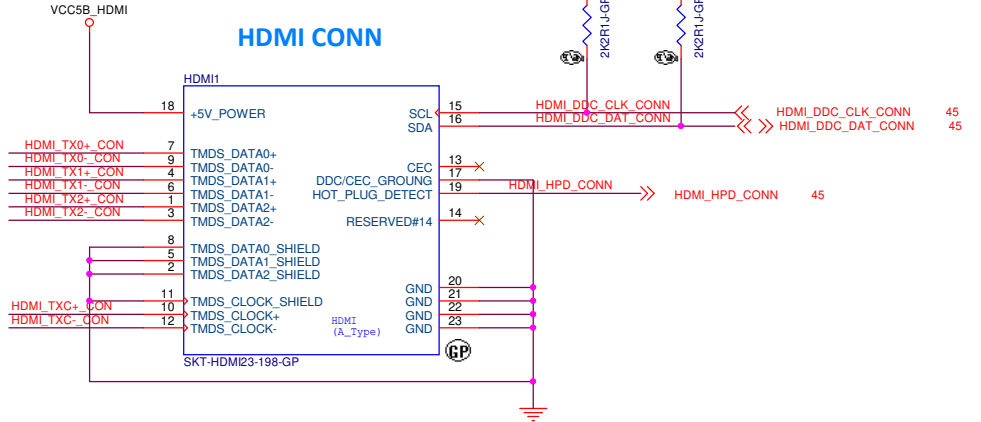 VCC5B_HDMI
HDMI CONN
2K2R1J-GP
2K2R1J-GP
HDMI1
18 +5V_POWER
SCL 15 HDMI_DDC_CLK_CONN HDMI_DDC_CLK_CONN 45
SDA 16 HDMI_DDC_DAT_CONN HDMI_DDC_DAT_CONN 45
HDMI_TX0+_CON 7 TMDS_DATA0+
HDMI_TX0-_CON 9 TMDS_DATA0-
CEC 13
HDMI_TX1+_CON 4 TMDS_DATA1+
DDC/CEC_GROUNG 17
HDMI_TX1-_CON 6 TMDS_DATA1-
HOT_PLUG_DETECT 19 HDMI_HPD_CONN HDMI_HPD_CONN 45
HDMI_TX2+_CON 1 TMDS_DATA2+
HDMI_TX2-_CON 3 TMDS_DATA2-
RESERVED#14 14
8 TMDS_DATA0_SHIELD
5 TMDS_DATA1_SHIELD
2 TMDS_DATA2_SHIELD
GND 20
11 TMDS_CLOCK_SHIELD
GND 21
HDMI_TXC+_CON 10 TMDS_CLOCK+
GND 22
HDMI_TXC-_CON 12 TMDS_CLOCK-
GND 23
HDMI
(A_Type)
SKT-HDMI23-198-GP
GP